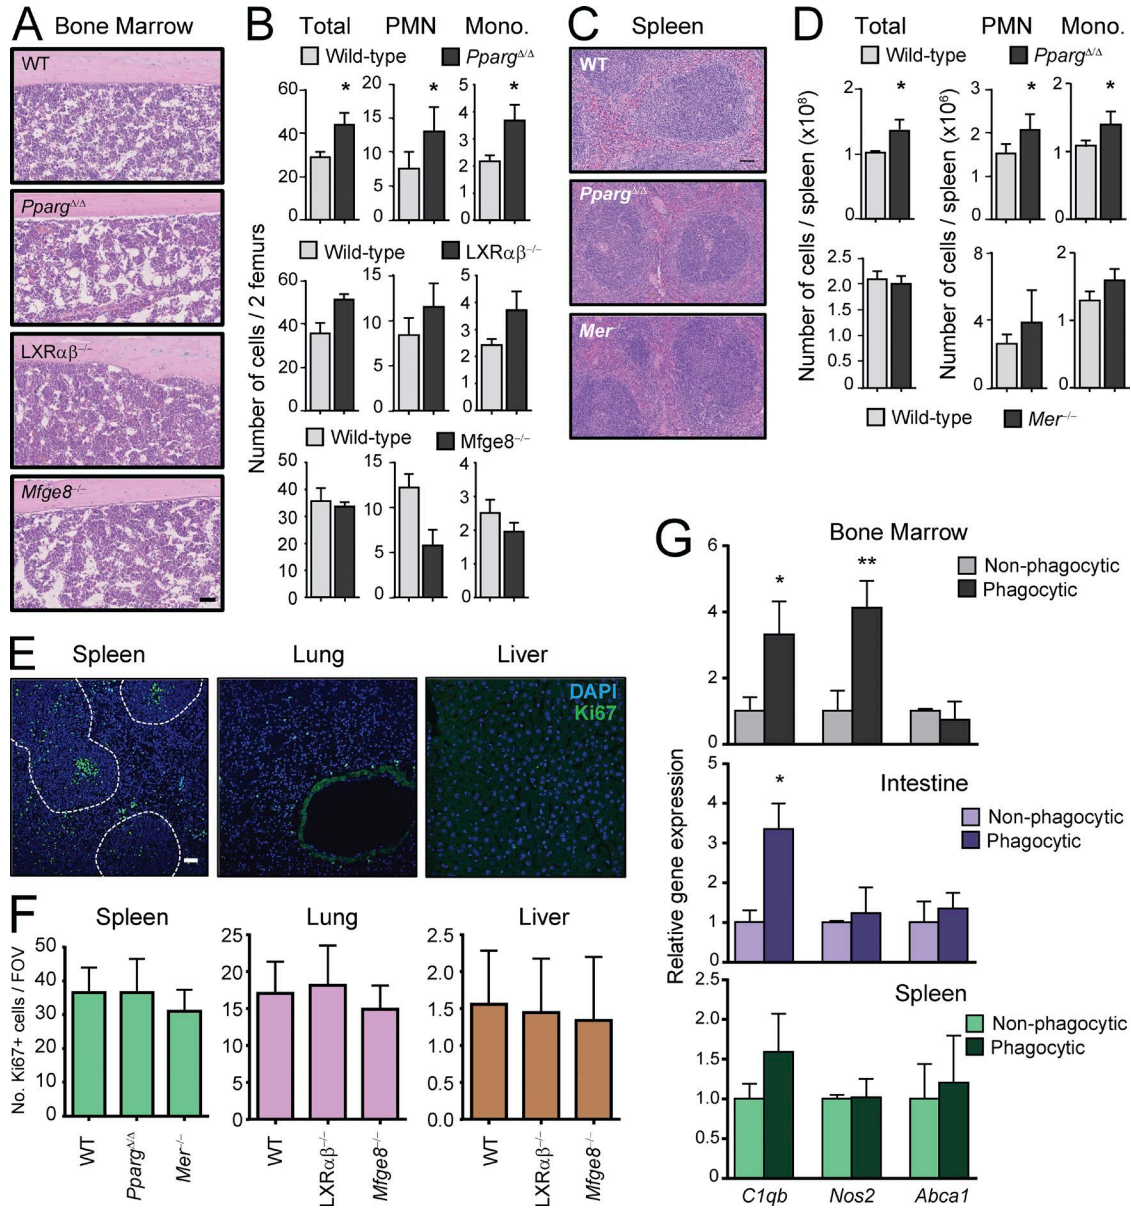 A Bone Marrow
WT
Pparg^Δ/Δ
LXRαβ^–/–
Mfge8^–/–
B Total PMN Mono.
Wild-type Pparg^Δ/Δ
60 40 20 0
20 15 10 5 0
5 4 3 2 1 0
* * *
Number of cells / 2 femurs
Wild-type LXRαβ^–/–
60 40 20 0
15 10 5 0
5 4 3 2 1 0
Wild-type Mfge8^–/–
50 40 30 20 10 0
15 10 5 0
4 3 2 1 0
C Spleen
WT
Pparg^Δ/Δ
Mer^–/–
D Total PMN Mono.
Wild-type Pparg^Δ/Δ
Number of cells / spleen (x10^8)
2 1 0
2.5 2.0 1.5 1.0 0.5 0
Number of cells / spleen (x10^6)
3 2 1 0
2 1 0
* * *
8 4 0
2 1 0
Wild-type Mer^–/–
E Spleen Lung Liver
DAPI
Ki67
F Spleen Lung Liver
No. Ki67+ cells / FOV
50 40 30 20 10 0
25 20 15 10 5 0
2.5 2.0 1.5 1.0 0.5 0
WT Pparg^Δ/Δ Mer^–/–
WT LXRαβ^–/– Mfge8^–/–
WT LXRαβ^–/– Mfge8^–/–
G Bone Marrow
Non-phagocytic
Phagocytic
6 4 2 0
* **
Relative gene expression
Intestine
Non-phagocytic
Phagocytic
5 4 3 2 1 0
*
Spleen
Non-phagocytic
Phagocytic
2.5 2.0 1.5 1.0 0.5 0
C1qb Nos2 Abca1